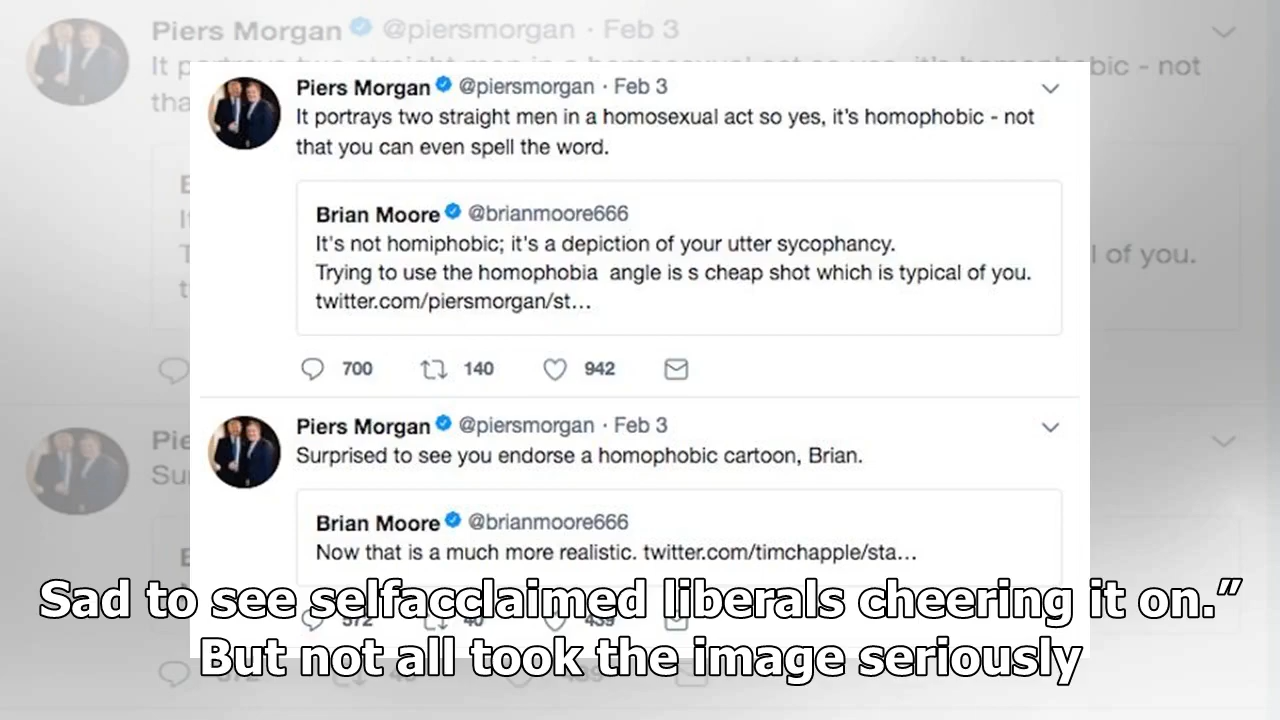 Piers Morgan @piersmorgan · Feb 3
It portrays two straight men in a homosexual act so yes, it's homophobic - not
that you can even spell the word.
Brian Moore @brianmoore666
It's not homiphobic; it's a depiction of your utter sycophancy.
Trying to use the homophobia angle is s cheap shot which is typical of you.
twitter.com/piersmorgan/st...
700 140 942
Piers Morgan @piersmorgan · Feb 3
Surprised to see you endorse a homophobic cartoon, Brian.
Brian Moore @brianmoore666
Now that is a much more realistic. twitter.com/timchapple/sta...
572 40 439
Sad to see selfacclaimed liberals cheering it on.”
But not all took the image seriously